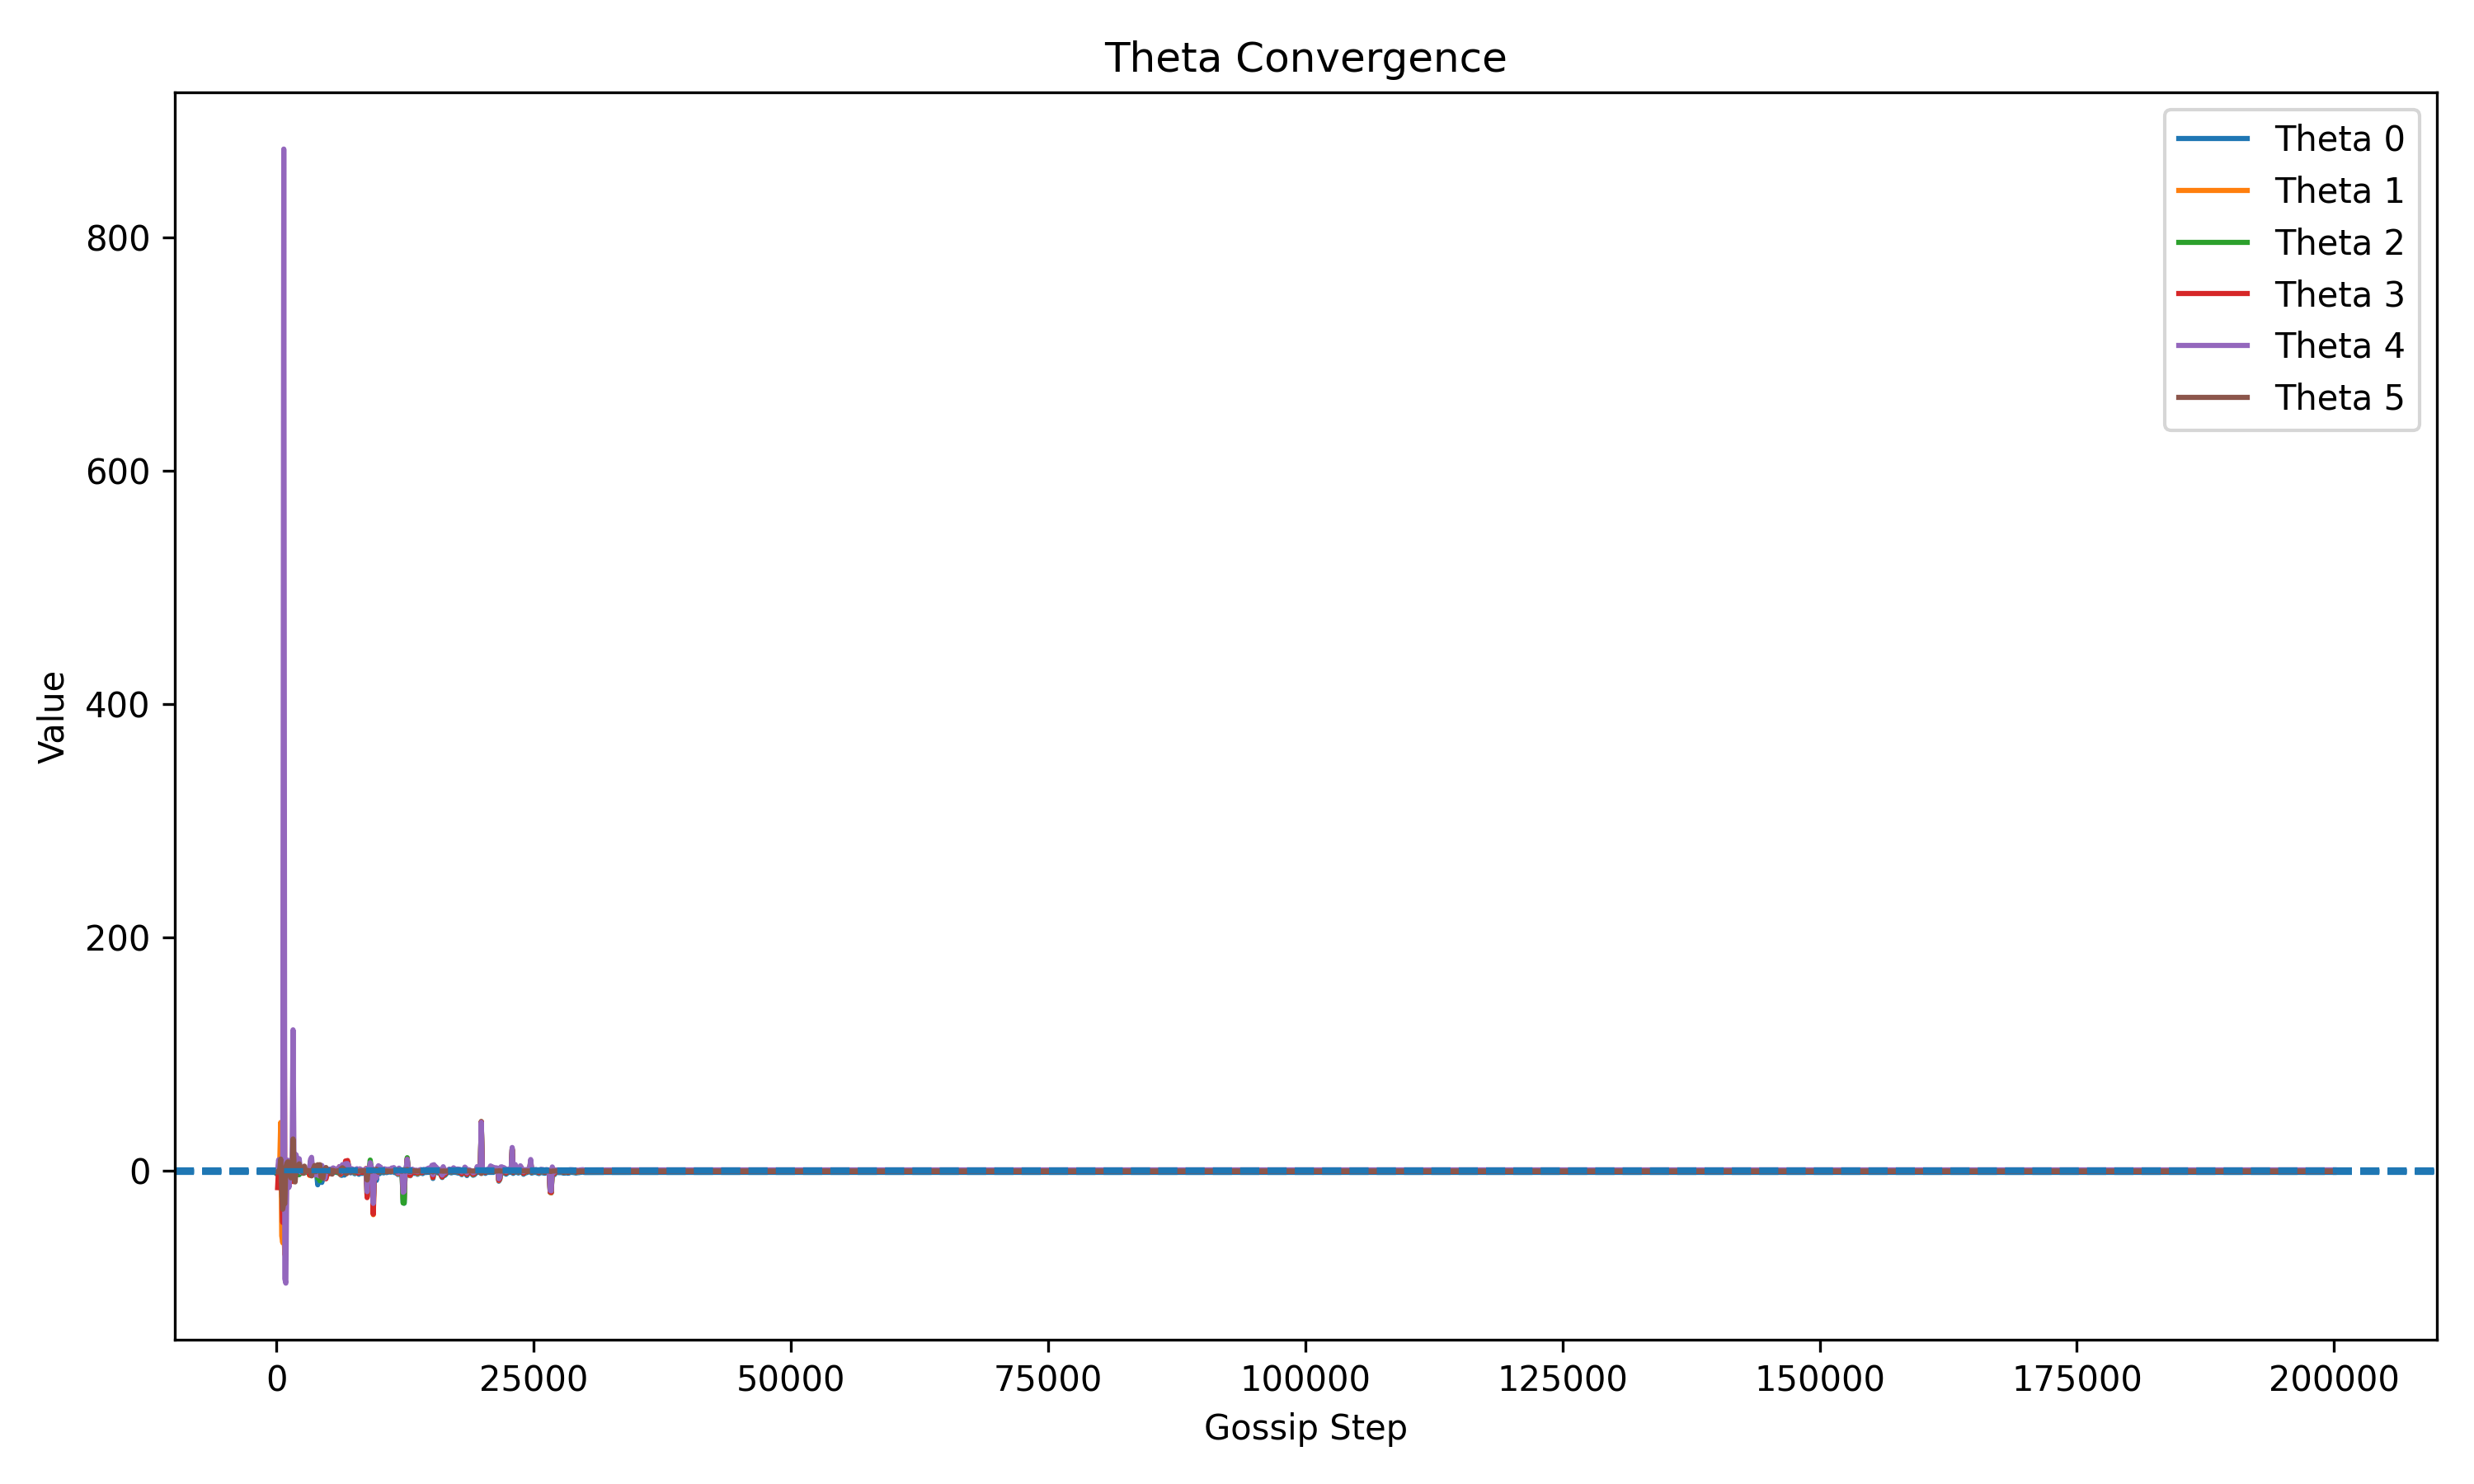 Theta Convergence
Theta 0
Theta 1
Theta 2
Theta 3
Theta 4
Theta 5
800
600
400
200
0
Value
0 25000 50000 75000 100000 125000 150000 175000 200000
Gossip Step